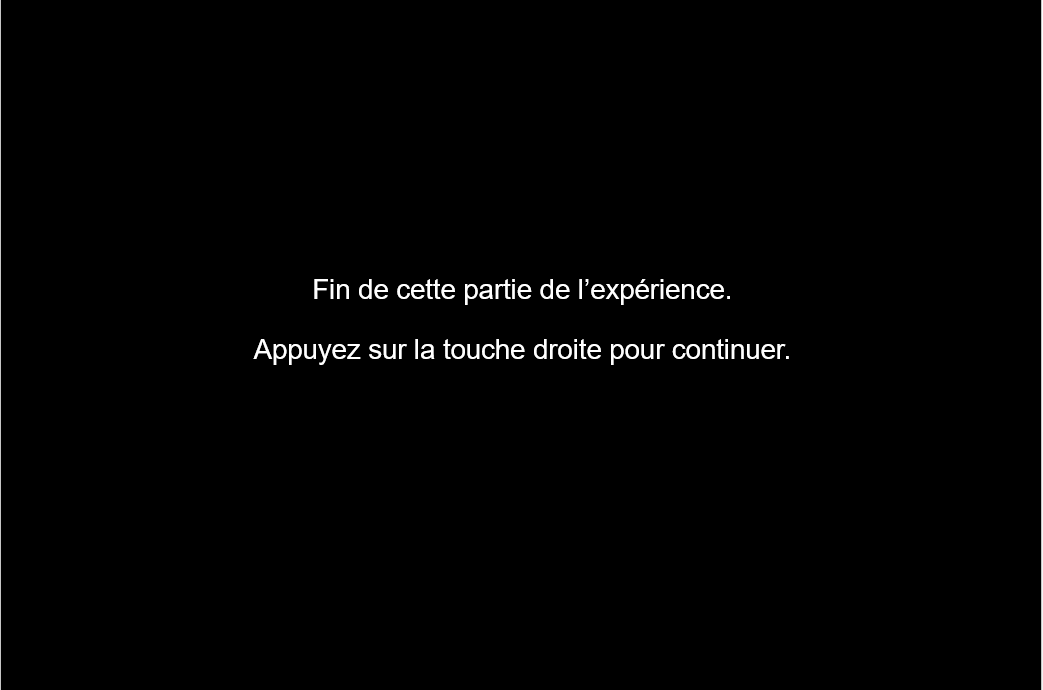 Fin de cette partie de l’expérience.
Appuyez sur la touche droite pour continuer.